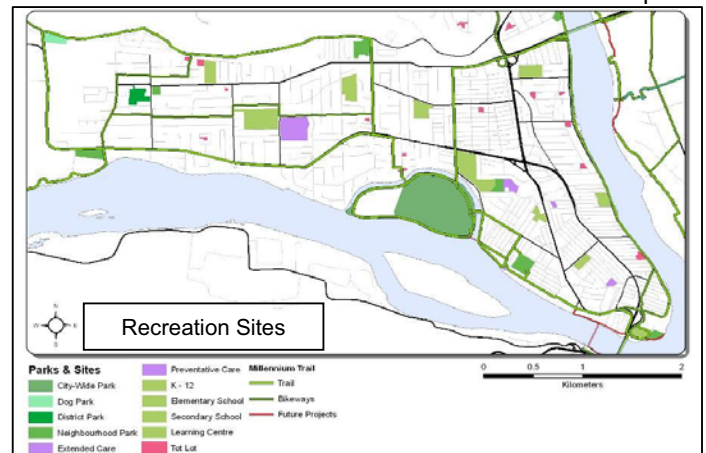 N
W E
S
Recreation Sites
Parks & Sites
City-Wide Park
Dog Park
District Park
Neighbourhood Park
Extended Care
Preventative Care
K - 12
Elementary School
Secondary School
Learning Centre
Tot Lot
Millennium Trail
Trail
Bikeways
Future Projects
0 0.5 1 2
Kilometers